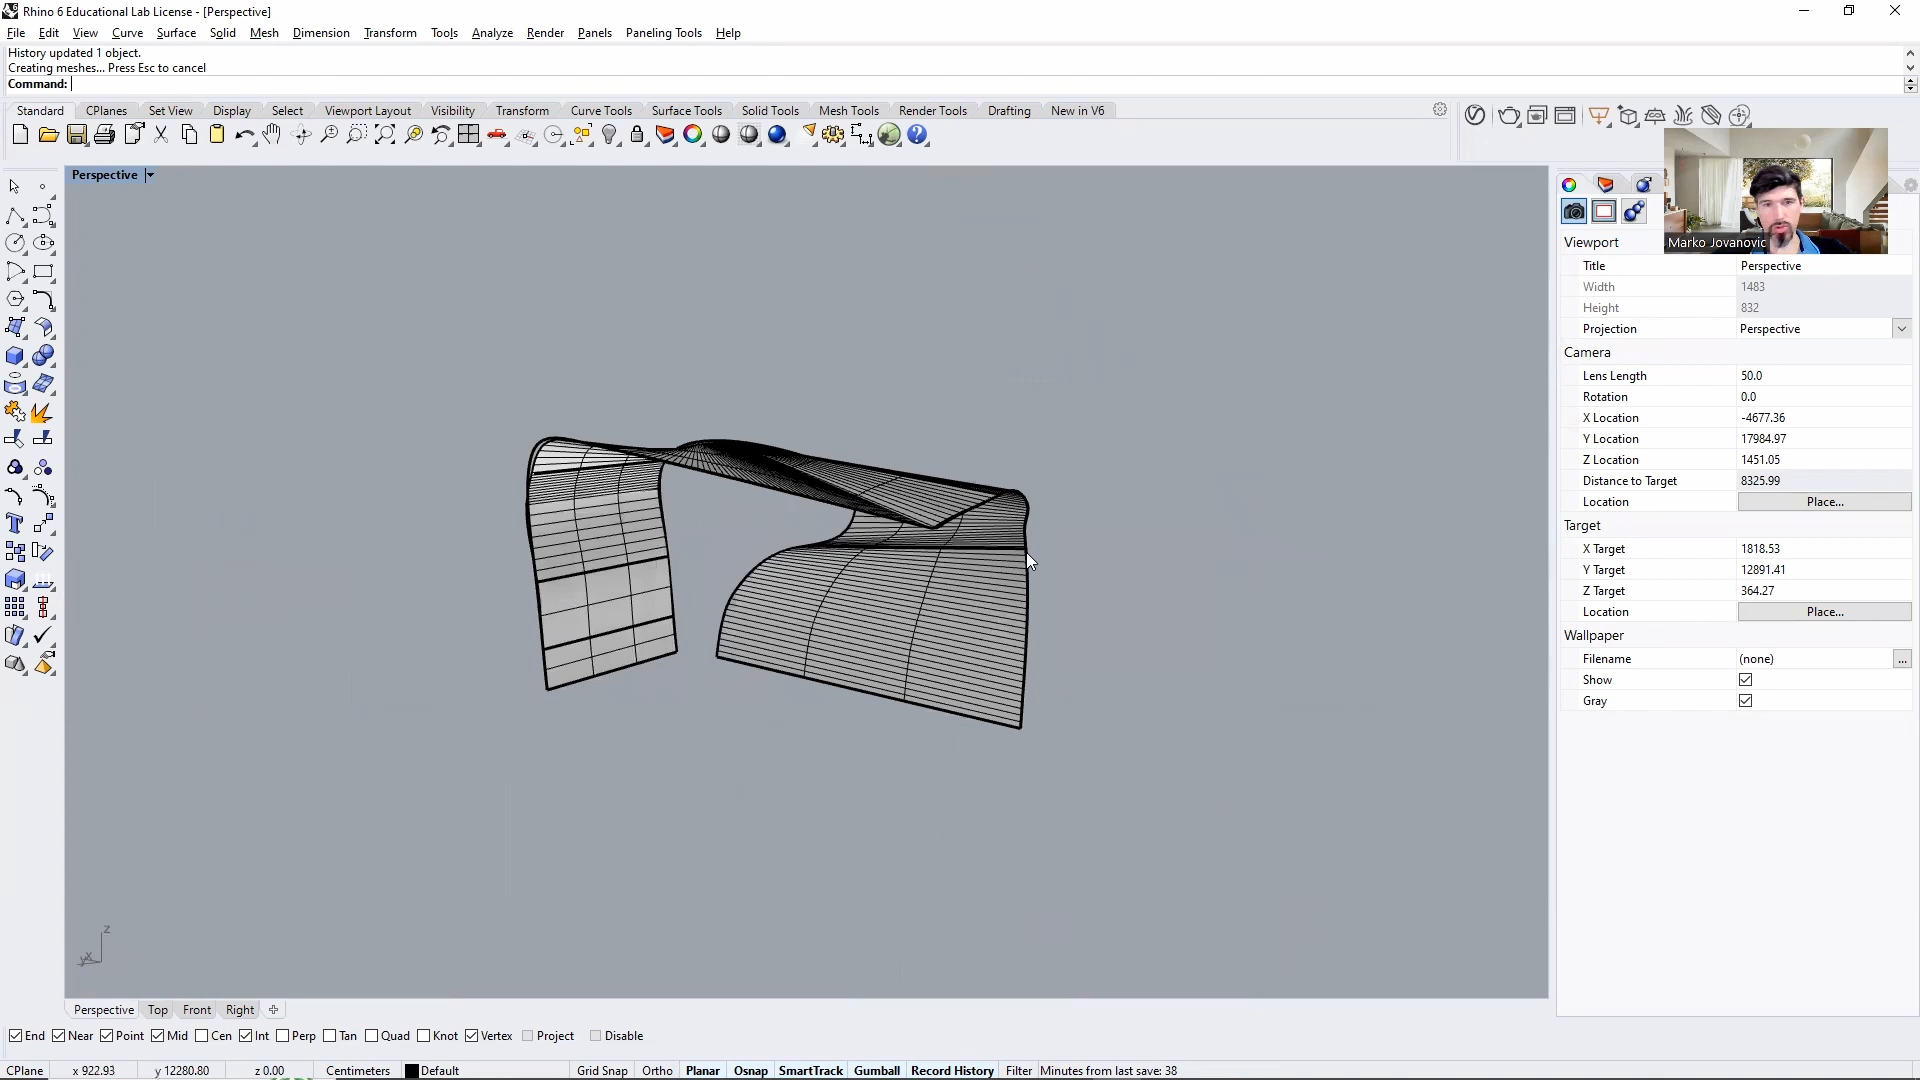 Rhino 6 Educational Lab License - [Perspective]
File Edit View Curve Surface Solid Mesh Dimension Transform Tools Analyze Render Panels Paneling Tools Help
History updated 1 object.
Creating meshes... Press Esc to cancel
Command:
Standard CPlanes Set View Display Select Viewport Layout Visibility Transform Curve Tools Surface Tools Solid Tools Mesh Tools Render Tools Drafting New in V6
Perspective
Marko Jovanovic
Viewport
Title Perspective
Width 1483
Height 832
Projection Perspective
Camera
Lens Length 50.0
Rotation 0.0
X Location -4677.36
Y Location 17984.97
Z Location 1451.05
Distance to Target 8325.99
Location Place...
Target
X Target 1818.53
Y Target 12891.41
Z Target 364.27
Location Place...
Wallpaper
Filename (none) ...
Show
Gray
z
y x
Perspective Top Front Right
End Near Point Mid Cen Int Perp Tan Quad Knot Vertex Project Disable
CPlane x 922.93 y 12280.80 z 0.00 Centimeters Default Grid Snap Ortho Planar Osnap SmartTrack Gumball Record History Filter Minutes from last save: 38